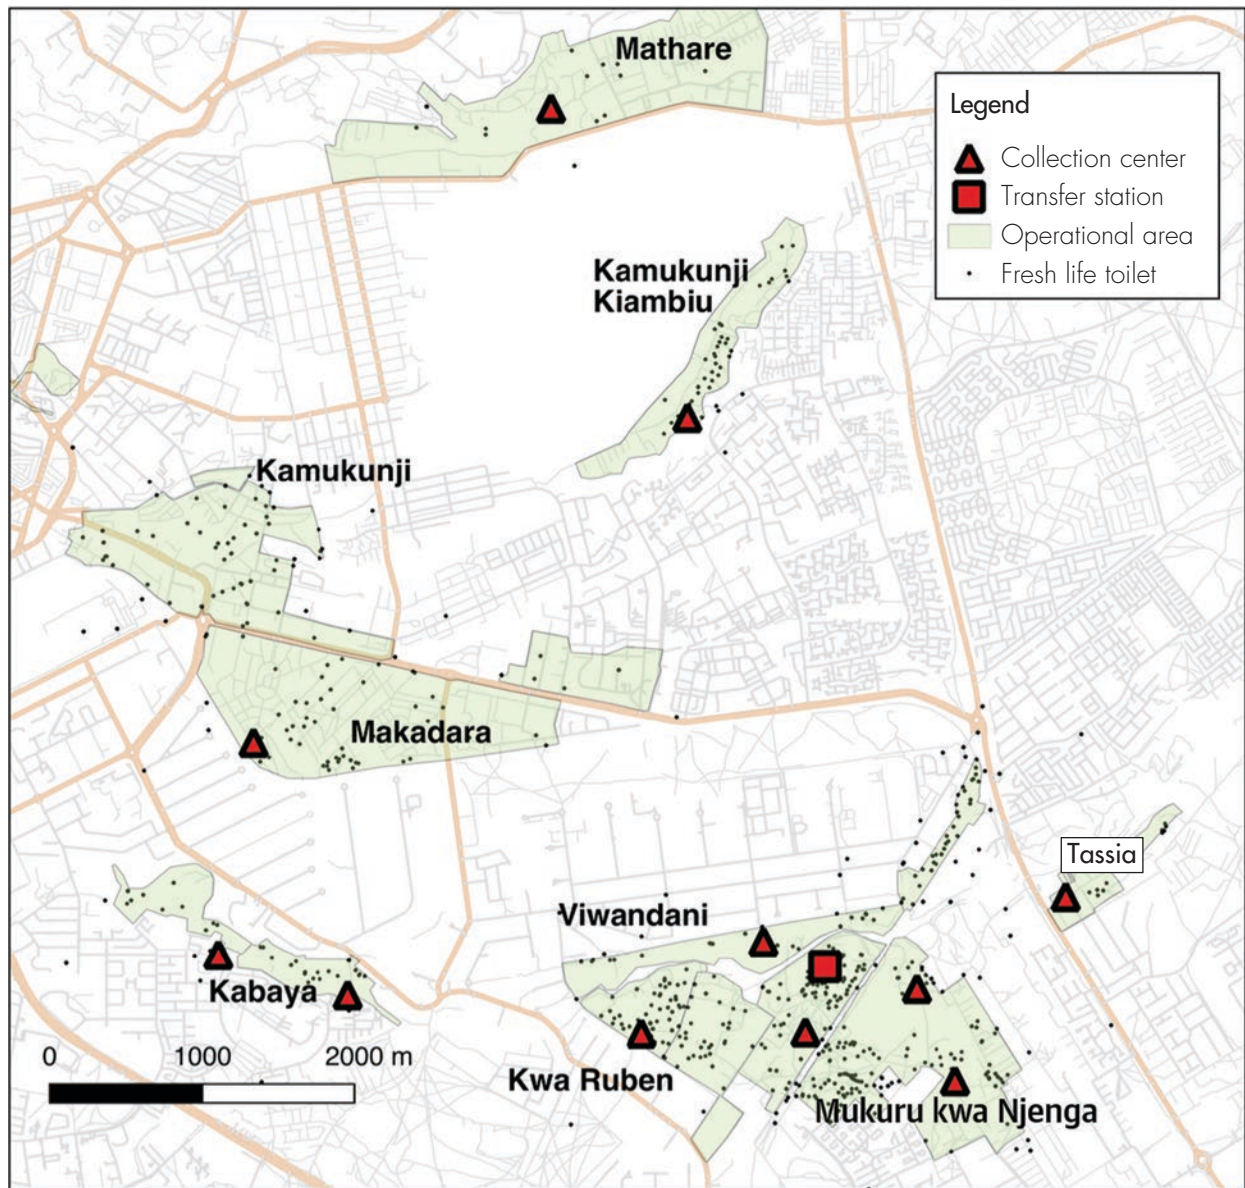 Mathare
Legend
Collection center
Transfer station
Operational area
Fresh life toilet
Kamukunji
Kiambiu
Kamukunji
Makadara
Tassia
Viwandani
Kabaya
Kwa Ruben
Mukuru kwa Njenga
0 1000 2000 m